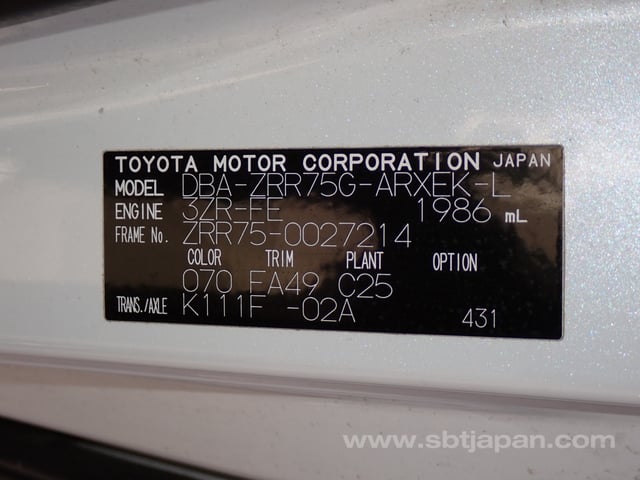 TOYOTA MOTOR CORPORATION JAPAN
MODEL DBA-ZRR75G-ARXEK-L
ENGINE 3ZR-FE 1986 mL
FRAME No. ZRR75-0027214
COLOR TRIM PLANT OPTION
070 FA49 C25
TRANS./AXLE K111F -02A 431
www.sbtjapan.com